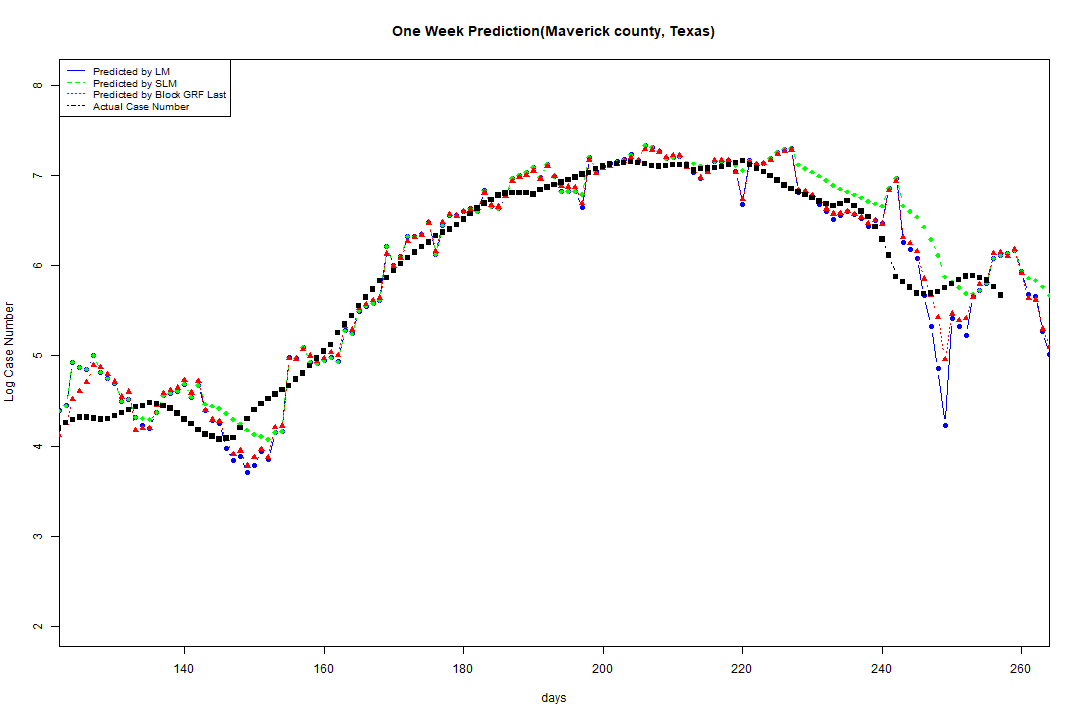 One Week Prediction(Maverick county, Texas)
Predicted by LM
Predicted by SLM
Predicted by Block GRF Last
Actual Case Number
8
7
6
5
4
3
2
Log Case Number
140 160 180 200 220 240 260
days